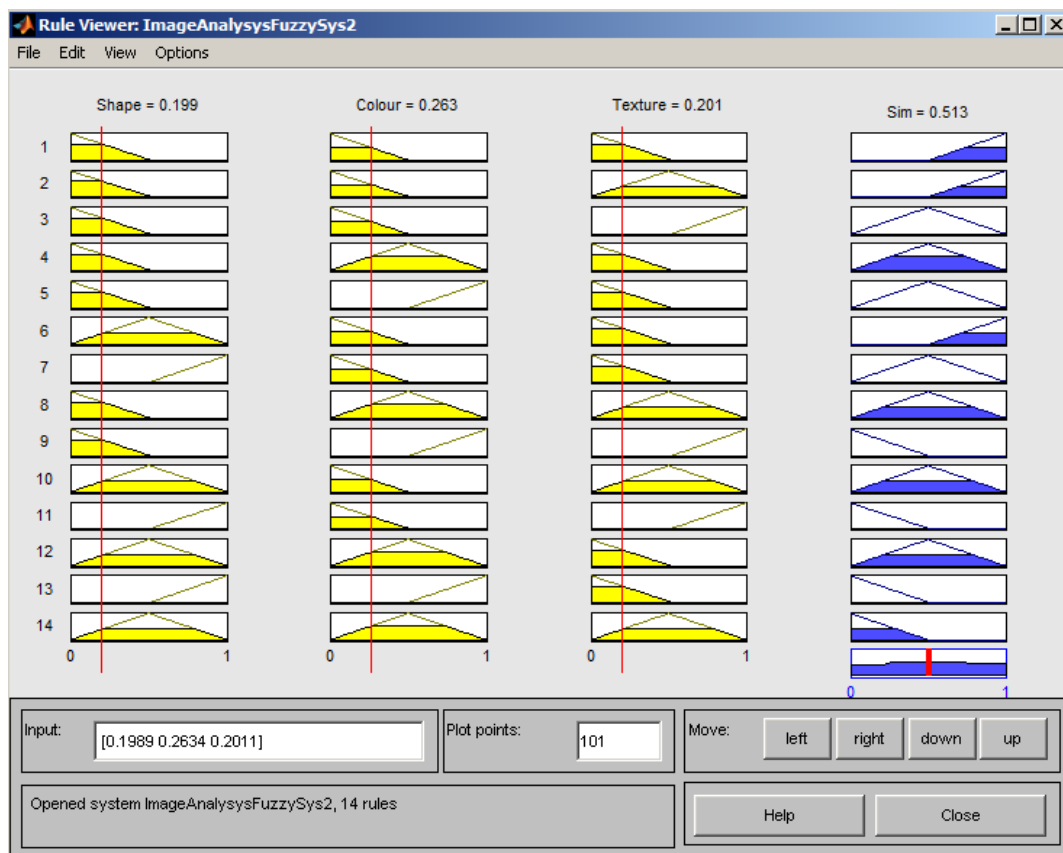 Rule Viewer: ImageAnalysysFuzzySys2
File Edit View Options
Shape = 0.199 Colour = 0.263 Texture = 0.201 Sim = 0.513
1
2
3
4
5
6
7
8
9
10
11
12
13
14
0 1 0 1 0 1
0 1
Input: [0.1989 0.2634 0.2011] Plot points: 101 Move: left right down up
Opened system ImageAnalysysFuzzySys2, 14 rules Help Close